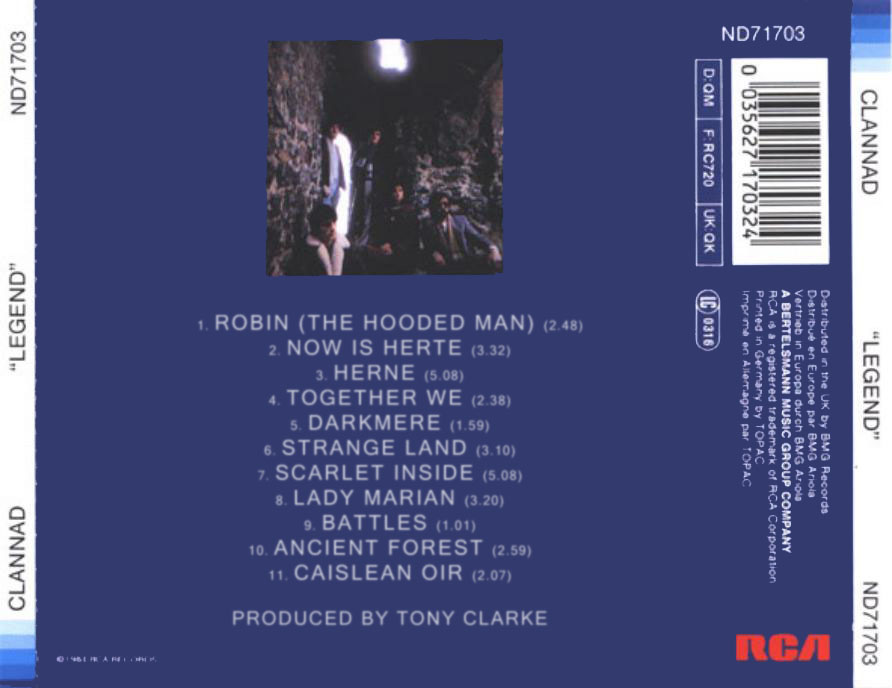 ND71703
"LEGEND"
CLANNAD
1. ROBIN (THE HOODED MAN) (2.48)
2. NOW IS HERTE (3.32)
3. HERNE (5.08)
4. TOGETHER WE (2.38)
5. DARKMERE (1.59)
6. STRANGE LAND (3.10)
7. SCARLET INSIDE (5.08)
8. LADY MARIAN (3.20)
9. BATTLES (1.01)
10. ANCIENT FOREST (2.59)
11. CAISLEAN OIR (2.07)
PRODUCED BY TONY CLARKE
RECORDS
ND71703
D:QM F:RC720 UK:QK
0 035627 170324
LC 0316
Distributed in the UK by BMG Records
Distribué en Europe par BMG Ariola
Vertrieb in Europa durch BMG Ariola
A BERTELSMANN MUSIC GROUP COMPANY
RCA is a registered trademark of RCA Corporation
Printed in Germany by TOPAC
Imprimé en Allemagne par TOPAC
RCA
CLANNAD
"LEGEND"
ND71703